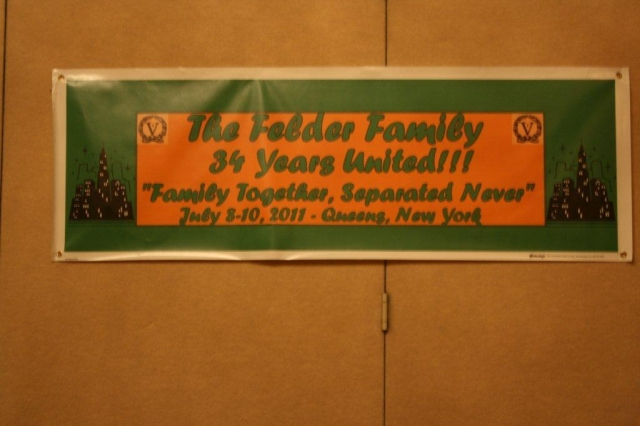 V The Felder Family V
34 Years United!!!
"Family Together, Separated Never"
July 8-10, 2011 - Queens, New York